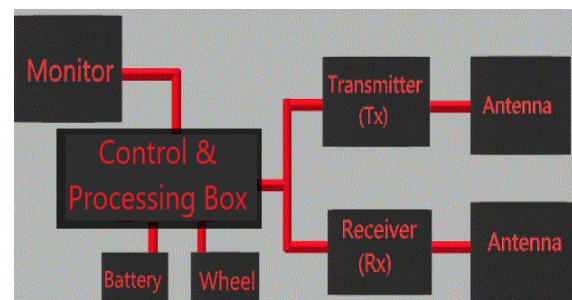 Monitor
Transmitter
(Tx)
Antenna
Control &
Processing Box
Receiver
(Rx)
Antenna
Battery
Wheel